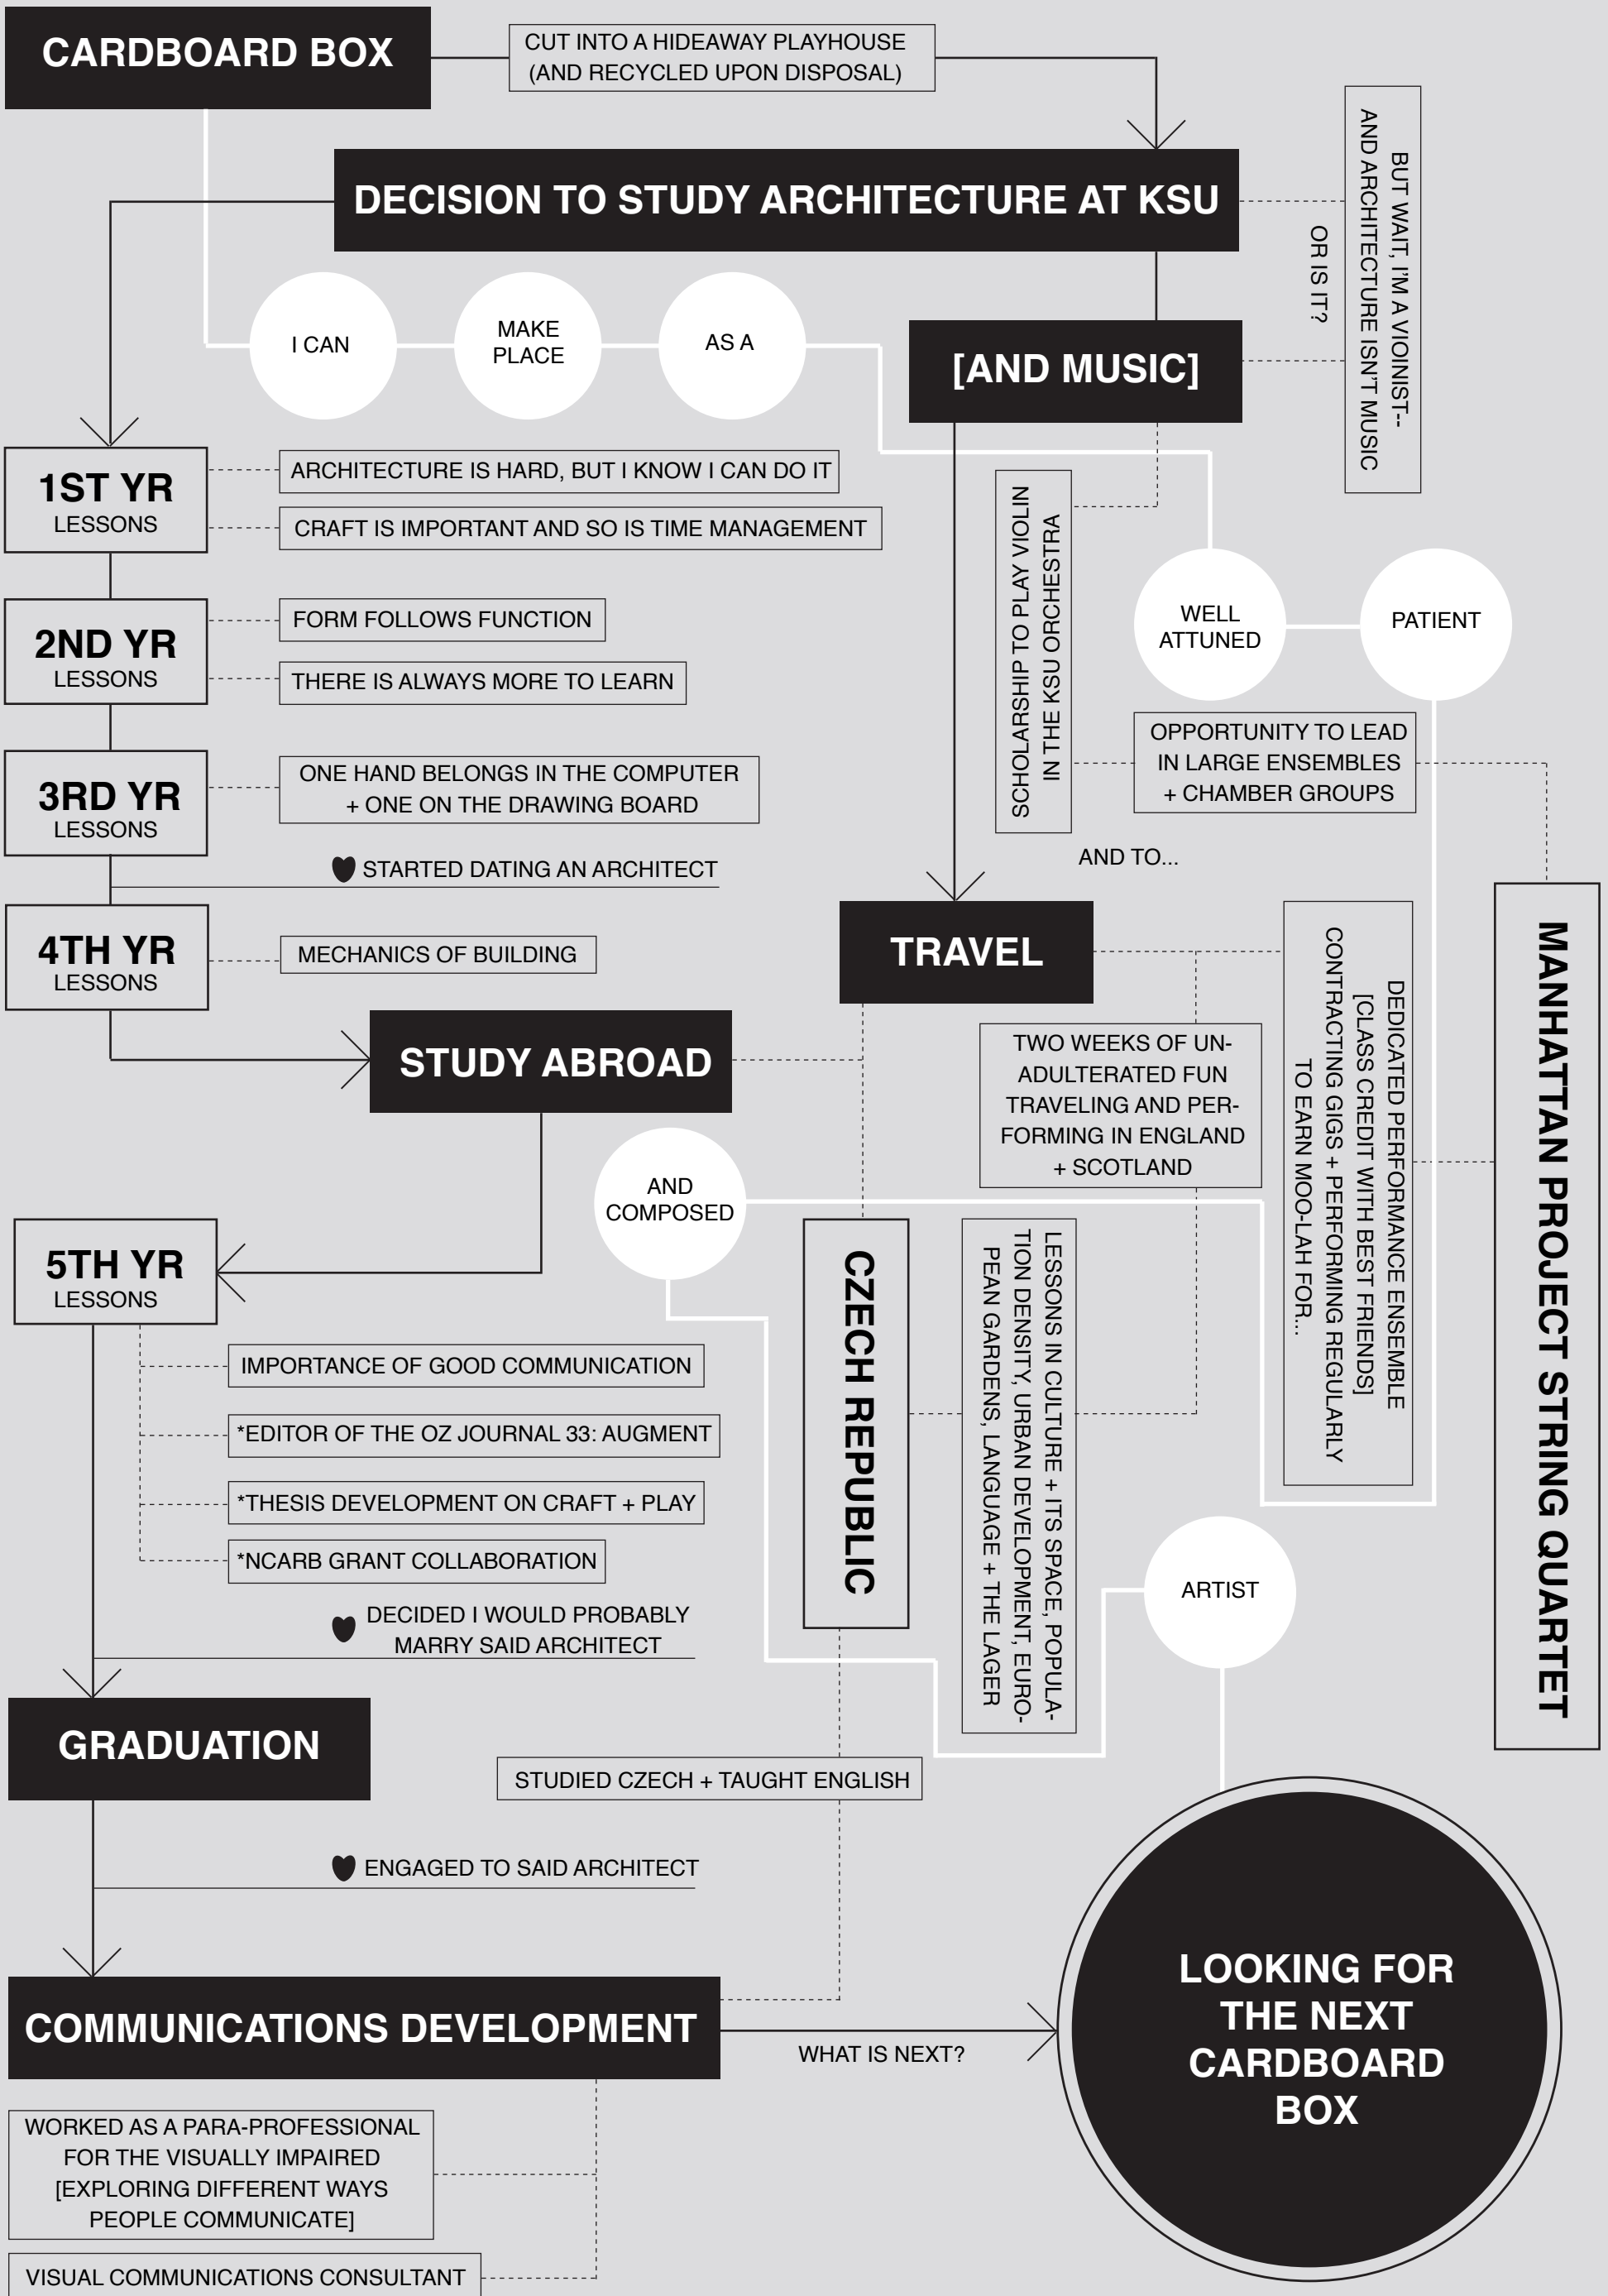 CARDBOARD BOX
CUT INTO A HIDEAWAY PLAYHOUSE
(AND RECYCLED UPON DISPOSAL)
DECISION TO STUDY ARCHITECTURE AT KSU
BUT WAIT, I'M A VIOINIST--
AND ARCHITECTURE ISN'T MUSIC
OR IS IT?
I CAN
MAKE
PLACE
AS A
[AND MUSIC]
1ST YR
LESSONS
ARCHITECTURE IS HARD, BUT I KNOW I CAN DO IT
CRAFT IS IMPORTANT AND SO IS TIME MANAGEMENT
SCHOLARSHIP TO PLAY VIOLIN
IN THE KSU ORCHESTRA
WELL
ATTUNED
PATIENT
2ND YR
LESSONS
FORM FOLLOWS FUNCTION
THERE IS ALWAYS MORE TO LEARN
OPPORTUNITY TO LEAD
IN LARGE ENSEMBLES
+ CHAMBER GROUPS
3RD YR
LESSONS
ONE HAND BELONGS IN THE COMPUTER
+ ONE ON THE DRAWING BOARD
STARTED DATING AN ARCHITECT
AND TO...
4TH YR
LESSONS
MECHANICS OF BUILDING
TRAVEL
DEDICATED PERFORMANCE ENSEMBLE
[CLASS CREDIT WITH BEST FRIENDS]
CONTRACTING GIGS + PERFORMING REGULARLY
TO EARN MOO-LAH FOR...
MANHATTAN PROJECT STRING QUARTET
STUDY ABROAD
TWO WEEKS OF UN-
ADULTERATED FUN
TRAVELING AND PER-
FORMING IN ENGLAND
+ SCOTLAND
AND
COMPOSED
5TH YR
LESSONS
CZECH REPUBLIC
LESSONS IN CULTURE + ITS SPACE, POPULA-
TION DENSITY, URBAN DEVELOPMENT, EURO-
PEAN GARDENS, LANGUAGE + THE LAGER
IMPORTANCE OF GOOD COMMUNICATION
*EDITOR OF THE OZ JOURNAL 33: AUGMENT
*THESIS DEVELOPMENT ON CRAFT + PLAY
*NCARB GRANT COLLABORATION
ARTIST
DECIDED I WOULD PROBABLY
MARRY SAID ARCHITECT
GRADUATION
STUDIED CZECH + TAUGHT ENGLISH
ENGAGED TO SAID ARCHITECT
COMMUNICATIONS DEVELOPMENT
WHAT IS NEXT?
LOOKING FOR
THE NEXT
CARDBOARD
BOX
WORKED AS A PARA-PROFESSIONAL
FOR THE VISUALLY IMPAIRED
[EXPLORING DIFFERENT WAYS
PEOPLE COMMUNICATE]
VISUAL COMMUNICATIONS CONSULTANT